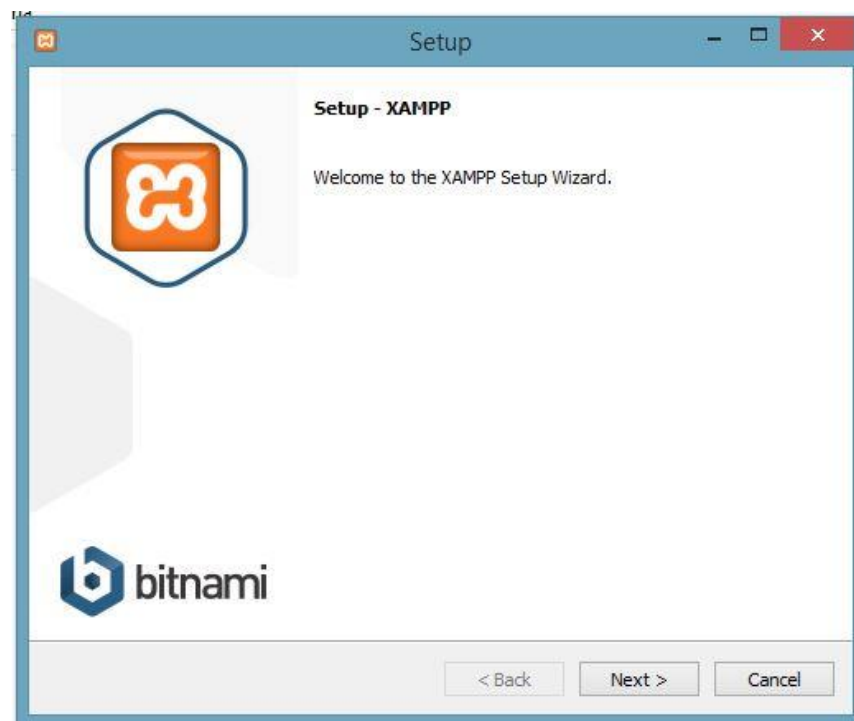 Setup
Setup - XAMPP
Welcome to the XAMPP Setup Wizard.
bitnami
< Back
Next >
Cancel